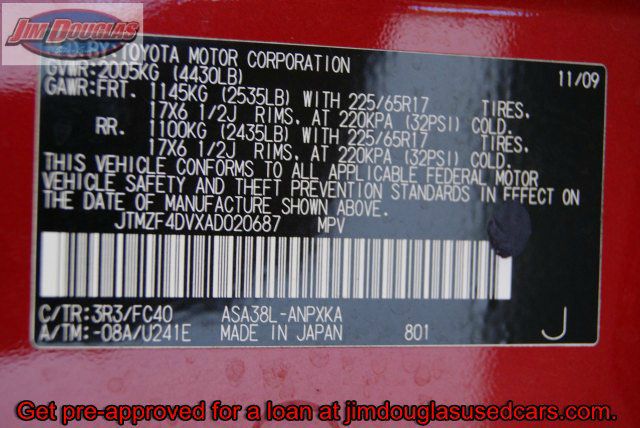 JIM DOUGLAS
BY: TOYOTA MOTOR CORPORATION
GVWR: 2005KG (4430LB) 11/09
GAWR: FRT. 1145KG (2535LB) WITH 225/65R17 TIRES,
17X6 1/2J RIMS, AT 220KPA (32PSI) COLD.
RR. 1100KG (2435LB) WITH 225/65R17 TIRES,
17X6 1/2J RIMS, AT 220KPA (32PSI) COLD.
THIS VEHICLE CONFORMS TO ALL APPLICABLE FEDERAL MOTOR
VEHICLE SAFETY AND THEFT PREVENTION STANDARDS IN EFFECT ON
THE DATE OF MANUFACTURE SHOWN ABOVE.
JTMZF4DVXAD020687 MPV
C/TR: 3R3/FC40 ASA38L-ANPXKA
A/TM: -08A/U241E MADE IN JAPAN 801 J
Get pre-approved for a loan at jimdouglasusedcars.com.